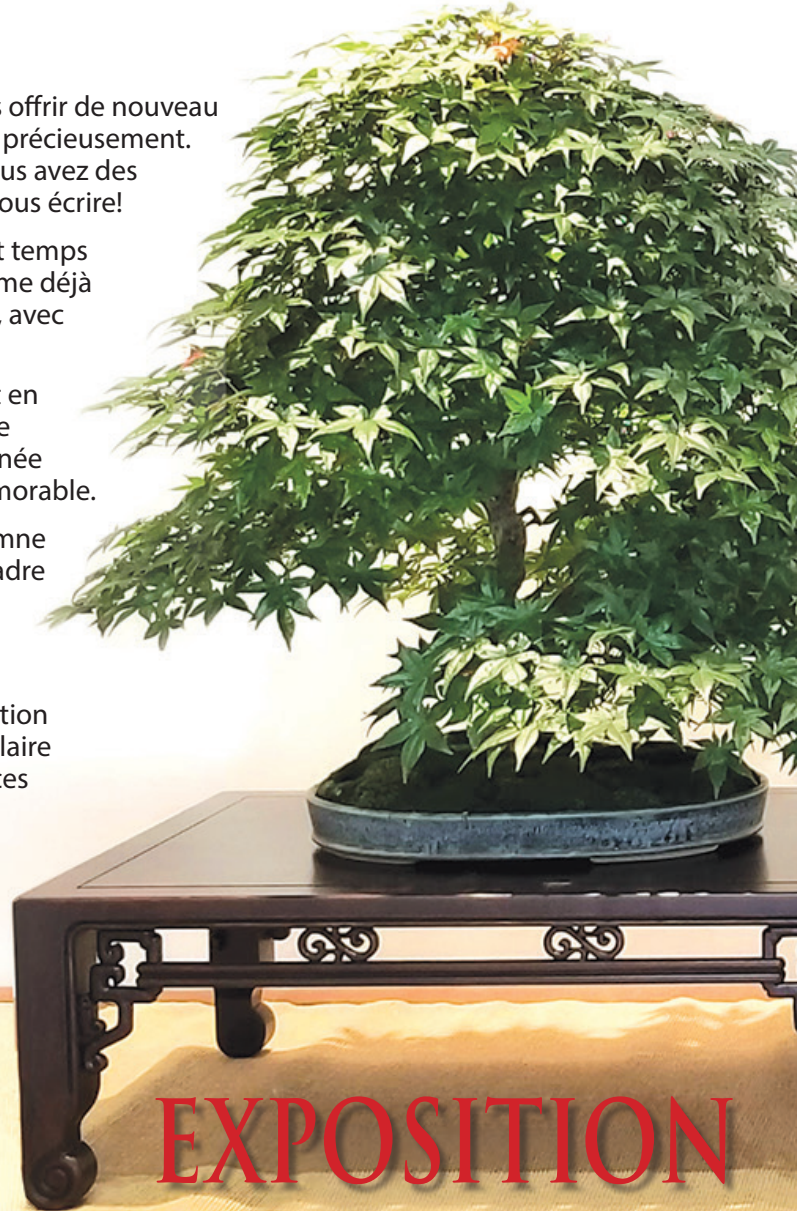 s offrir de nouveau
précieusement.
us avez des
ous écrire!
t temps
me déjà
, avec
t en
e
née
morable.
mne
adre
tion
laire
tes
EXPOSITION